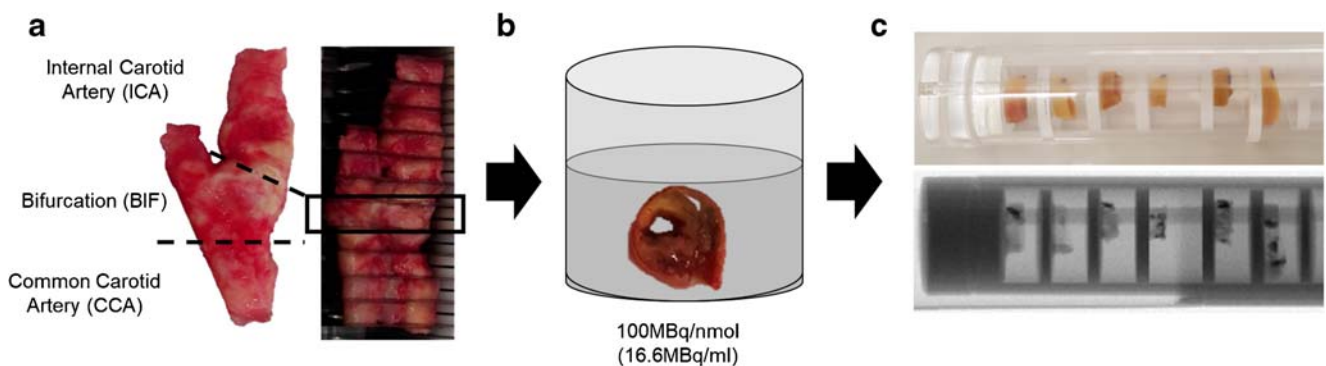 a
Internal Carotid
Artery (ICA)
Bifurcation (BIF)
Common Carotid
Artery (CCA)
b
100MBq/nmol
(16.6MBq/ml)
c